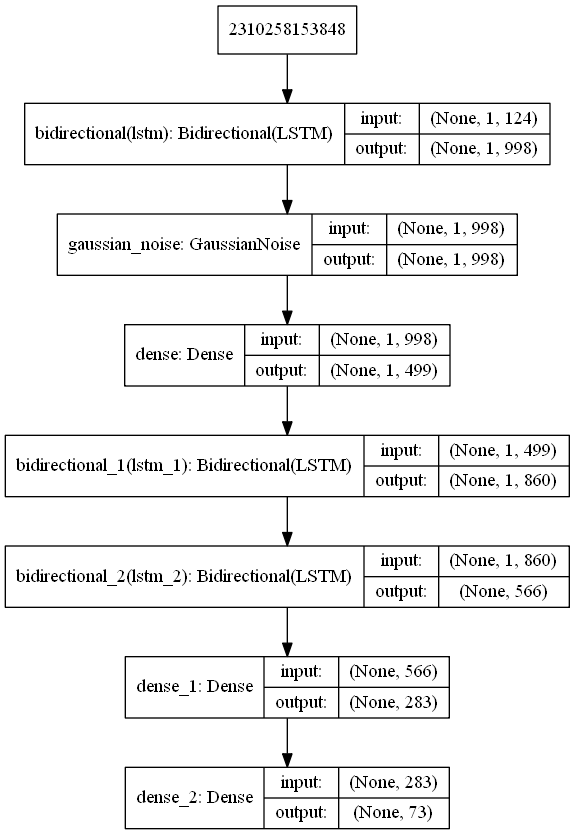 2310258153848
bidirectional(lstm): Bidirectional(LSTM)
input: (None, 1, 124)
output: (None, 1, 998)
gaussian_noise: GaussianNoise
input: (None, 1, 998)
output: (None, 1, 998)
dense: Dense
input: (None, 1, 998)
output: (None, 1, 499)
bidirectional_1(lstm_1): Bidirectional(LSTM)
input: (None, 1, 499)
output: (None, 1, 860)
bidirectional_2(lstm_2): Bidirectional(LSTM)
input: (None, 1, 860)
output: (None, 566)
dense_1: Dense
input: (None, 566)
output: (None, 283)
dense_2: Dense
input: (None, 283)
output: (None, 73)